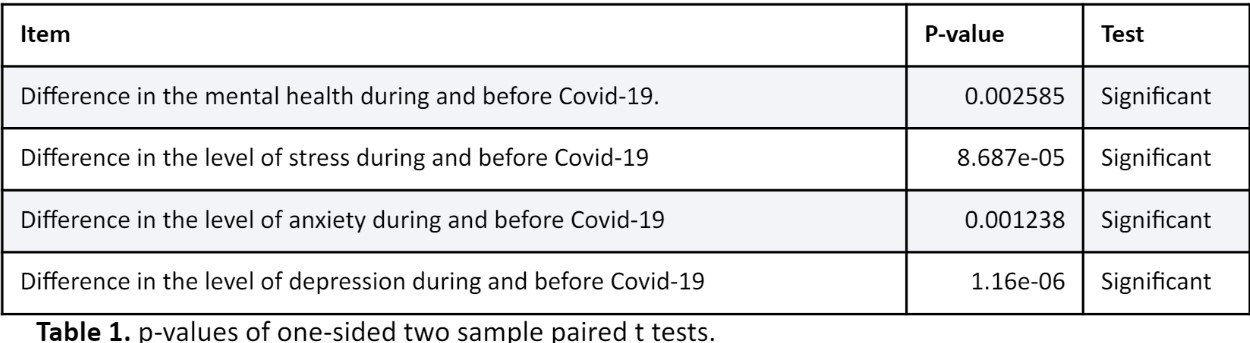 Item P-value Test
Difference in the mental health during and before Covid-19. 0.002585 Significant
Difference in the level of stress during and before Covid-19 8.687e-05 Significant
Difference in the level of anxiety during and before Covid-19 0.001238 Significant
Difference in the level of depression during and before Covid-19 1.16e-06 Significant
Table 1. p-values of one-sided two sample paired t tests.